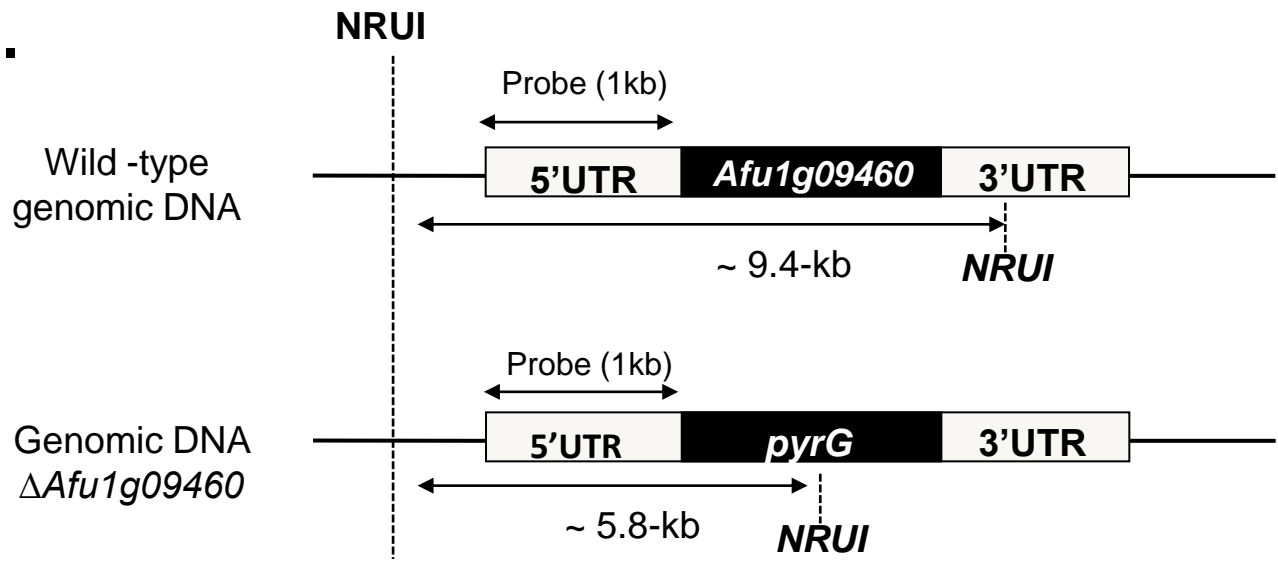 NRUI
Probe (1kb)
Wild -type
genomic DNA
5'UTR
Afu1g09460
3'UTR
~ 9.4-kb
NRUI
Probe (1kb)
Genomic DNA
ΔAfu1g09460
5'UTR
pyrG
3'UTR
~ 5.8-kb
NRUI